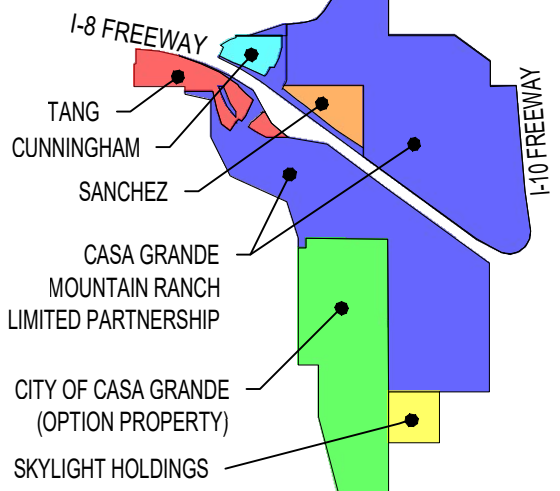 I-8 FREEWAY
TANG
CUNNINGHAM
SANCHEZ
I-10 FREEWAY
CASA GRANDE
MOUNTAIN RANCH
LIMITED PARTNERSHIP
CITY OF CASA GRANDE
(OPTION PROPERTY)
SKYLIGHT HOLDINGS